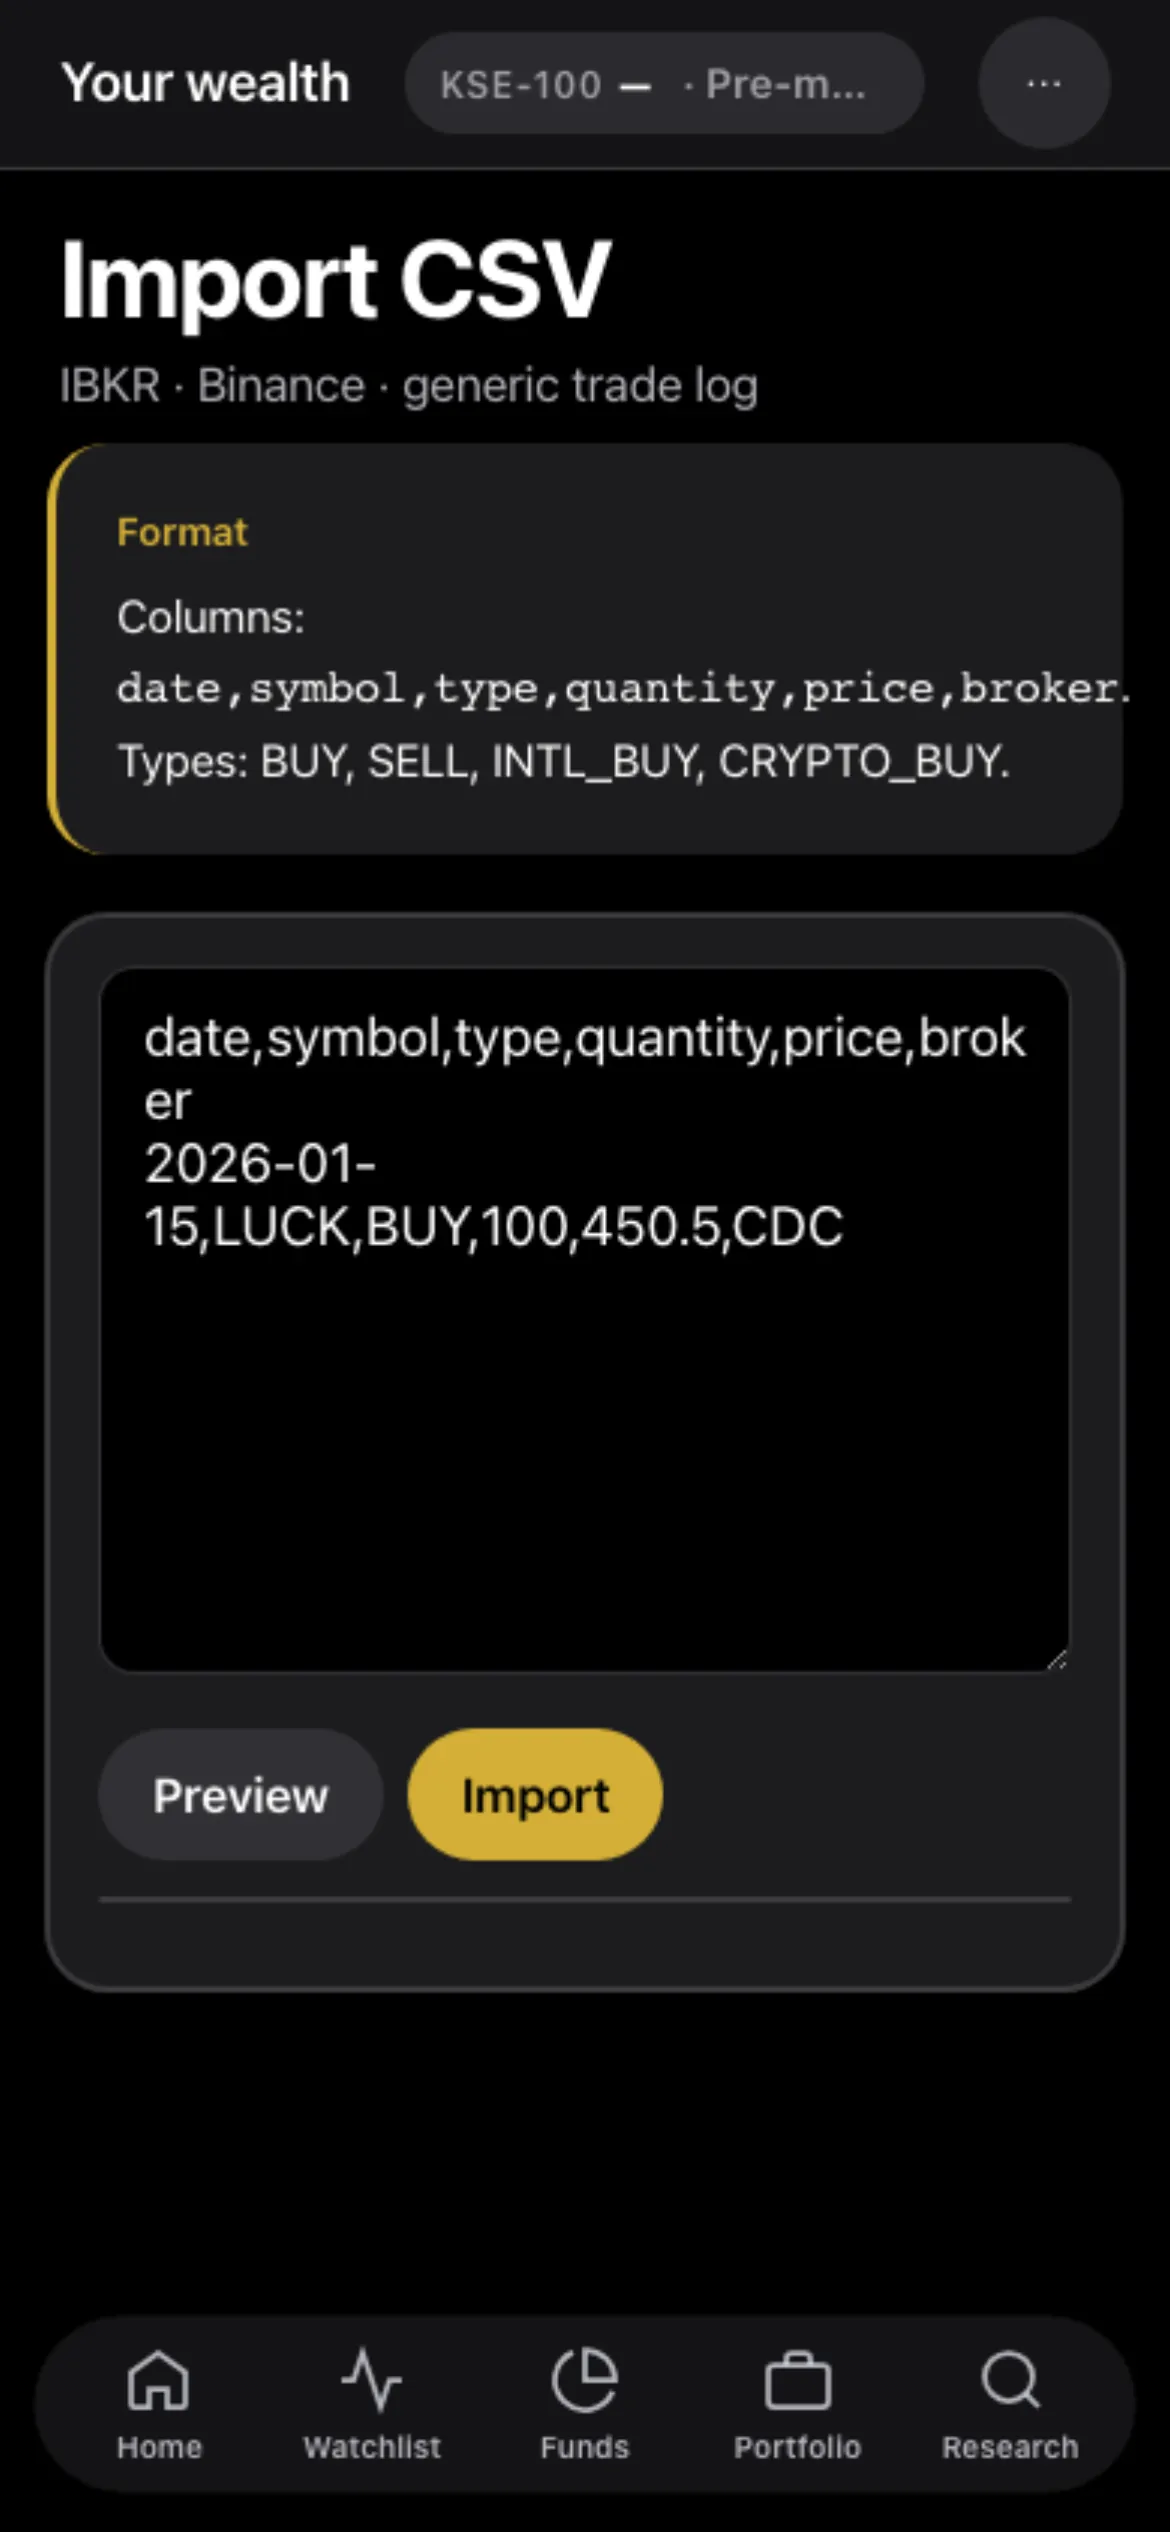 Your wealth KSE-100 — · Pre-m... ...
Import CSV
IBKR · Binance · generic trade log
Format
Columns:
date,symbol,type,quantity,price,broker.
Types: BUY, SELL, INTL_BUY, CRYPTO_BUY.
date,symbol,type,quantity,price,brok
er
2026-01-
15,LUCK,BUY,100,450.5,CDC
Preview Import
Home Watchlist Funds Portfolio Research